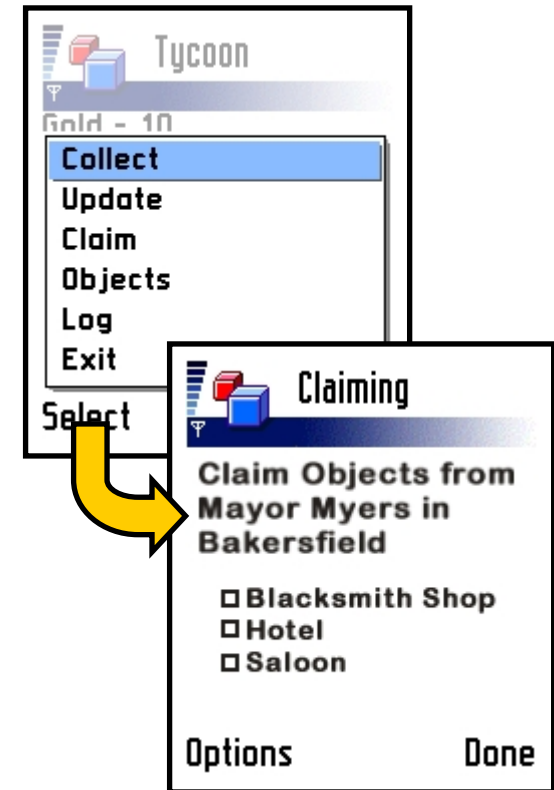 Tycoon
Gold - 10
Collect
Update
Claim
Objects
Log
Exit
Select
Claiming
Claim Objects from
Mayor Myers in
Bakersfield
Blacksmith Shop
Hotel
Saloon
Options Done